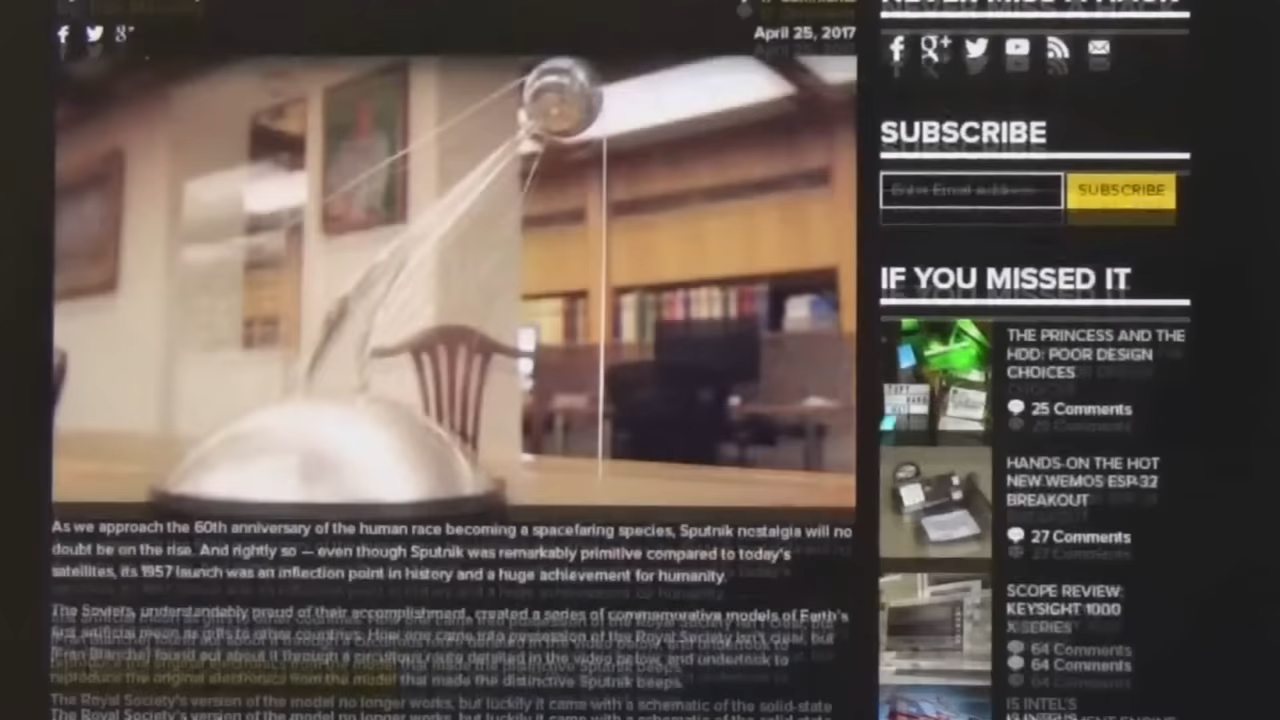 April 25, 2017
As we approach the 60th anniversary of the human race becoming a spacefaring species, Sputnik nostalgia will no
doubt be on the rise. And rightly so — even though Sputnik was remarkably primitive compared to today's
satellites, its 1957 launch was an inflection point in history and a huge achievement for humanity.
The Soviets, understandably proud of their accomplishment, created a series of commemorative models of Earth's
first artificial moon as gifts to other countries. How one came into possession of the Royal Society isn't clear, but
[Fran Blanche] found out about it through a circuitous route detailed in the video below, and undertook to
reproduce the original electronics from the model that made the distinctive Sputnik beeps.
The Royal Society's version of the model no longer works, but luckily it came with a schematic of the solid-state
SUBSCRIBE
Enter Email address
SUBSCRIBE
IF YOU MISSED IT
THE PRINCESS AND THE
HDD: POOR DESIGN
CHOICES
25 Comments
HANDS-ON THE HOT
NEW WEMOS ESP-32
BREAKOUT
27 Comments
SCOPE REVIEW:
KEYSIGHT 1000
X-SERIES
64 Comments
IS INTEL'S